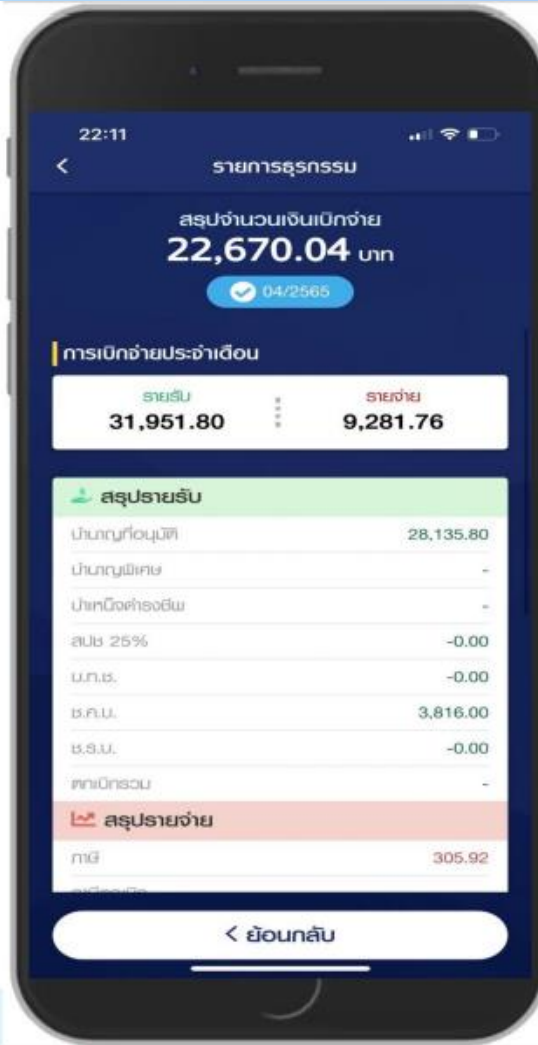 22:11
< รายการธุรกรรม
สรุปจำนวนเงินเบิกจ่าย
22,670.04 บาท
04/2565
การเบิกจ่ายประจำเดือน
รายรับ รายจ่าย
31,951.80 9,281.76
สรุปรายรับ
บำนาญที่อนุมัติ 28,135.80
บำนาญพิเศษ -
บำเหน็จดำรงชีพ -
สปช 25% -0.00
บ.ท.ช. -0.00
ช.ค.บ. 3,816.00
ช.ร.บ. -0.00
ตกเบิกรวม -
สรุปรายจ่าย
ภาษี 305.92
< ย้อนกลับ